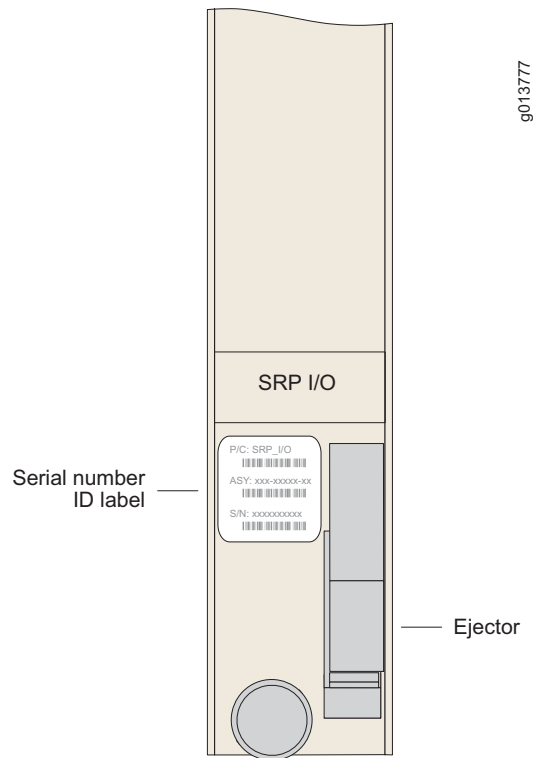 g013777
SRP I/O
P/C: SRP_I/O
ASY: xxx-xxxxx-xx
S/N: xxxxxxxxxx
Serial number
ID label
Ejector